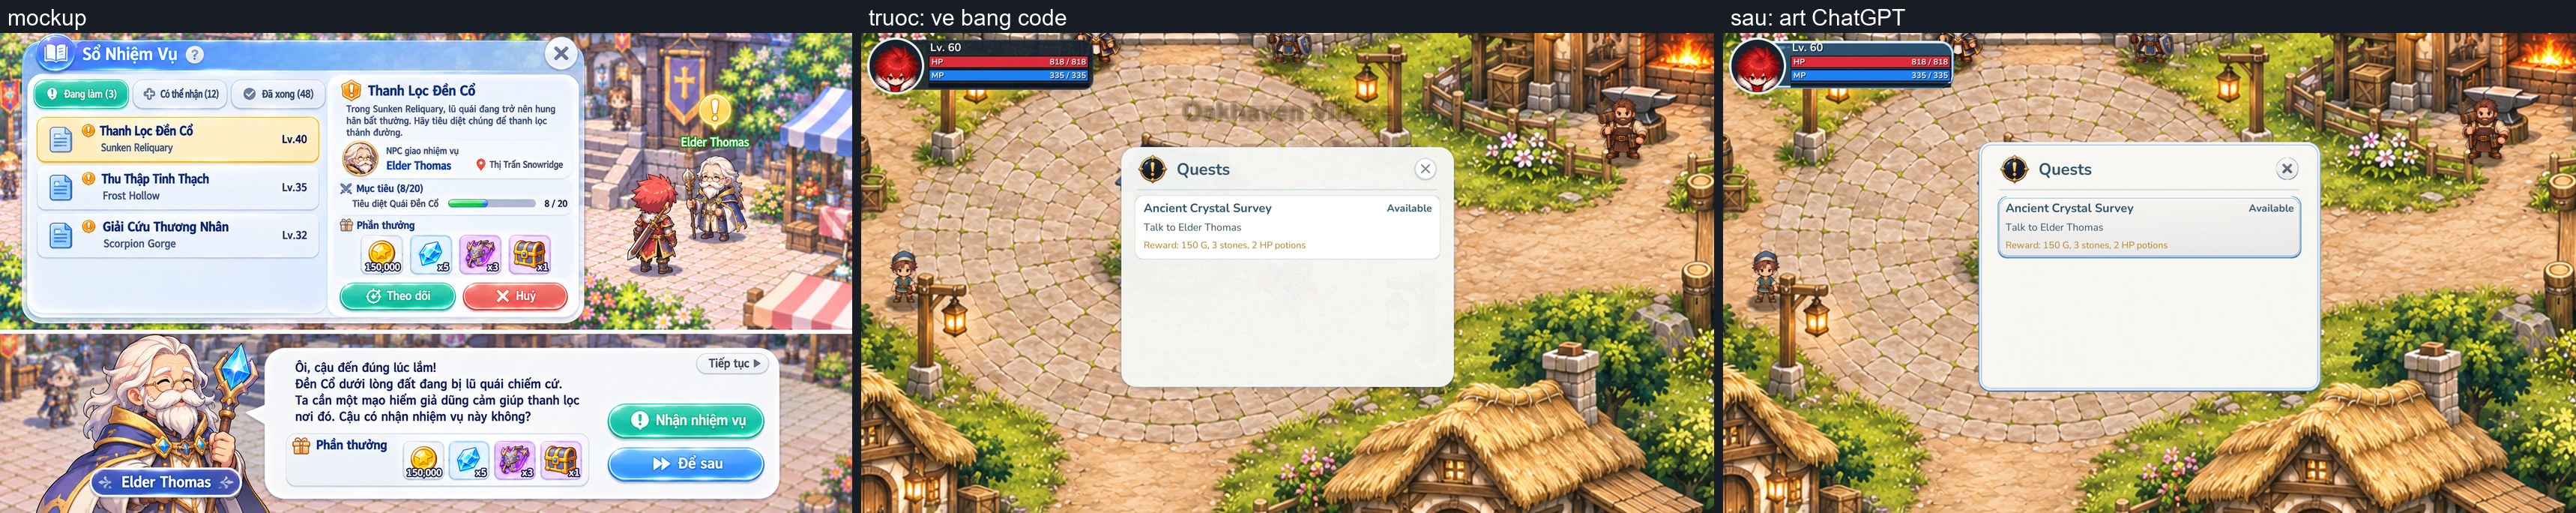 mockup
Sổ Nhiệm Vụ ?
Đang làm (3)
Có thể nhận (12)
Đã xong (48)
Thanh Lọc Đền Cổ
Sunken Reliquary
Lv.40
Thu Thập Tinh Thạch
Frost Hollow
Lv.35
Giải Cứu Thương Nhân
Scorpion Gorge
Lv.32
Thanh Lọc Đền Cổ
Trong Sunken Reliquary, lũ quái đang trở nên hung
hãn bất thường. Hãy tiêu diệt chúng để thanh lọc
thánh đường.
NPC giao nhiệm vụ
Elder Thomas
Thị Trấn Snowridge
Mục tiêu (8/20)
Tiêu diệt Quái Đền Cổ
8 / 20
Phần thưởng
150,000
x5
x3
x1
Theo dõi
Huỷ
Elder Thomas
Ôi, cậu đến đúng lúc lắm!
Đền Cổ dưới lòng đất đang bị lũ quái chiếm cứ.
Ta cần một mạo hiểm giả dũng cảm giúp thanh lọc
nơi đó. Cậu có nhận nhiệm vụ này không?
Tiếp tục
Phần thưởng
150,000
x5
x3
x1
Nhận nhiệm vụ
Để sau
Elder Thomas
truoc: ve bang code
Lv. 60
HP
818 / 818
MP
335 / 335
Oakhaven
Quests
Ancient Crystal Survey
Available
Talk to Elder Thomas
Reward: 150 G, 3 stones, 2 HP potions
sau: art ChatGPT
Lv. 60
HP
818 / 818
MP
335 / 335
Quests
Ancient Crystal Survey
Available
Talk to Elder Thomas
Reward: 150 G, 3 stones, 2 HP potions